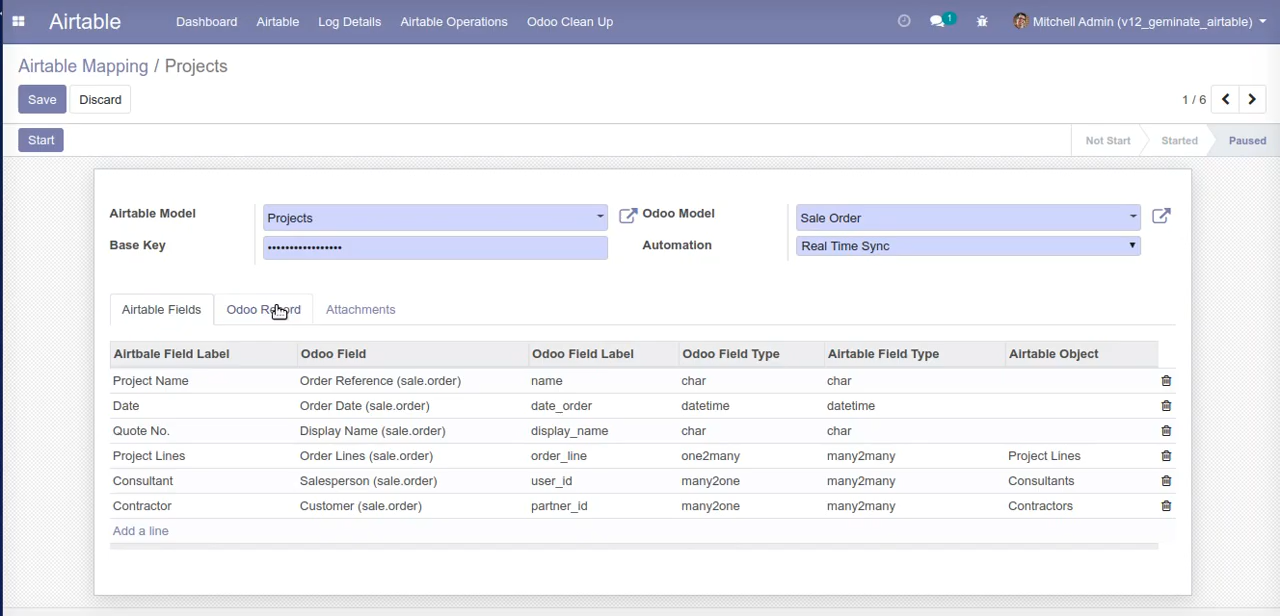 Airtable Dashboard Airtable Log Details Airtable Operations Odoo Clean Up 1 Mitchell Admin (v12_geminate_airtable)
Airtable Mapping / Projects
Save Discard 1 / 6
Start Not Start Started Paused
Airtable Model Projects Odoo Model Sale Order
Base Key ••••••••••••••••• Automation Real Time Sync
Airtable Fields Odoo Record Attachments
Airtbale Field Label Odoo Field Odoo Field Label Odoo Field Type Airtable Field Type Airtable Object
Project Name Order Reference (sale.order) name char char
Date Order Date (sale.order) date_order datetime datetime
Quote No. Display Name (sale.order) display_name char char
Project Lines Order Lines (sale.order) order_line one2many many2many Project Lines
Consultant Salesperson (sale.order) user_id many2one many2many Consultants
Contractor Customer (sale.order) partner_id many2one many2many Contractors
Add a line